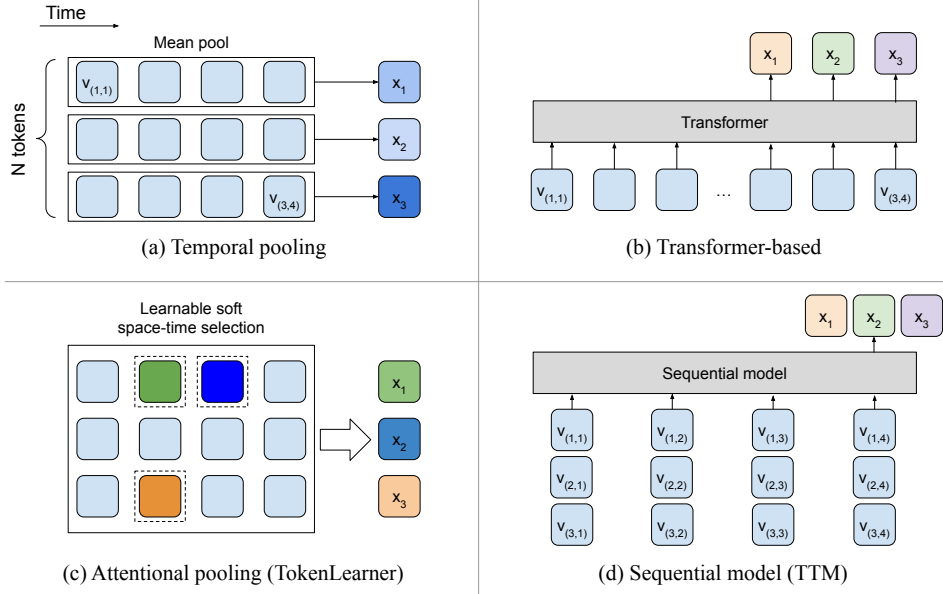 Time
Mean pool
N tokens
v(1,1)
x1
x2
v(3,4)
x3
(a) Temporal pooling
x1 x2 x3
Transformer
v(1,1) ... v(3,4)
(b) Transformer-based
Learnable soft
space-time selection
x1
x2
x3
(c) Attentional pooling (TokenLearner)
x1 x2 x3
Sequential model
v(1,1) v(1,2) v(1,3) v(1,4)
v(2,1) v(2,2) v(2,3) v(2,4)
v(3,1) v(3,2) v(3,3) v(3,4)
(d) Sequential model (TTM)